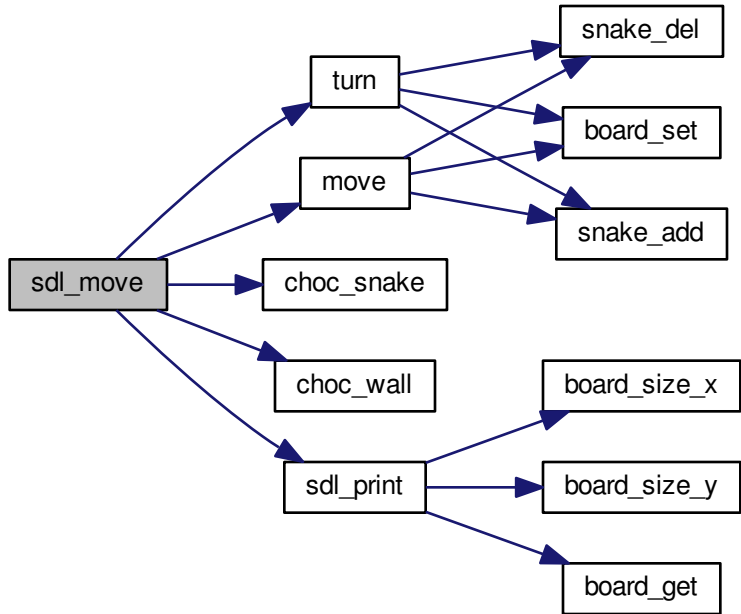 snake_del
turn
board_set
move
snake_add
sdl_move
choc_snake
choc_wall
board_size_x
sdl_print
board_size_y
board_get